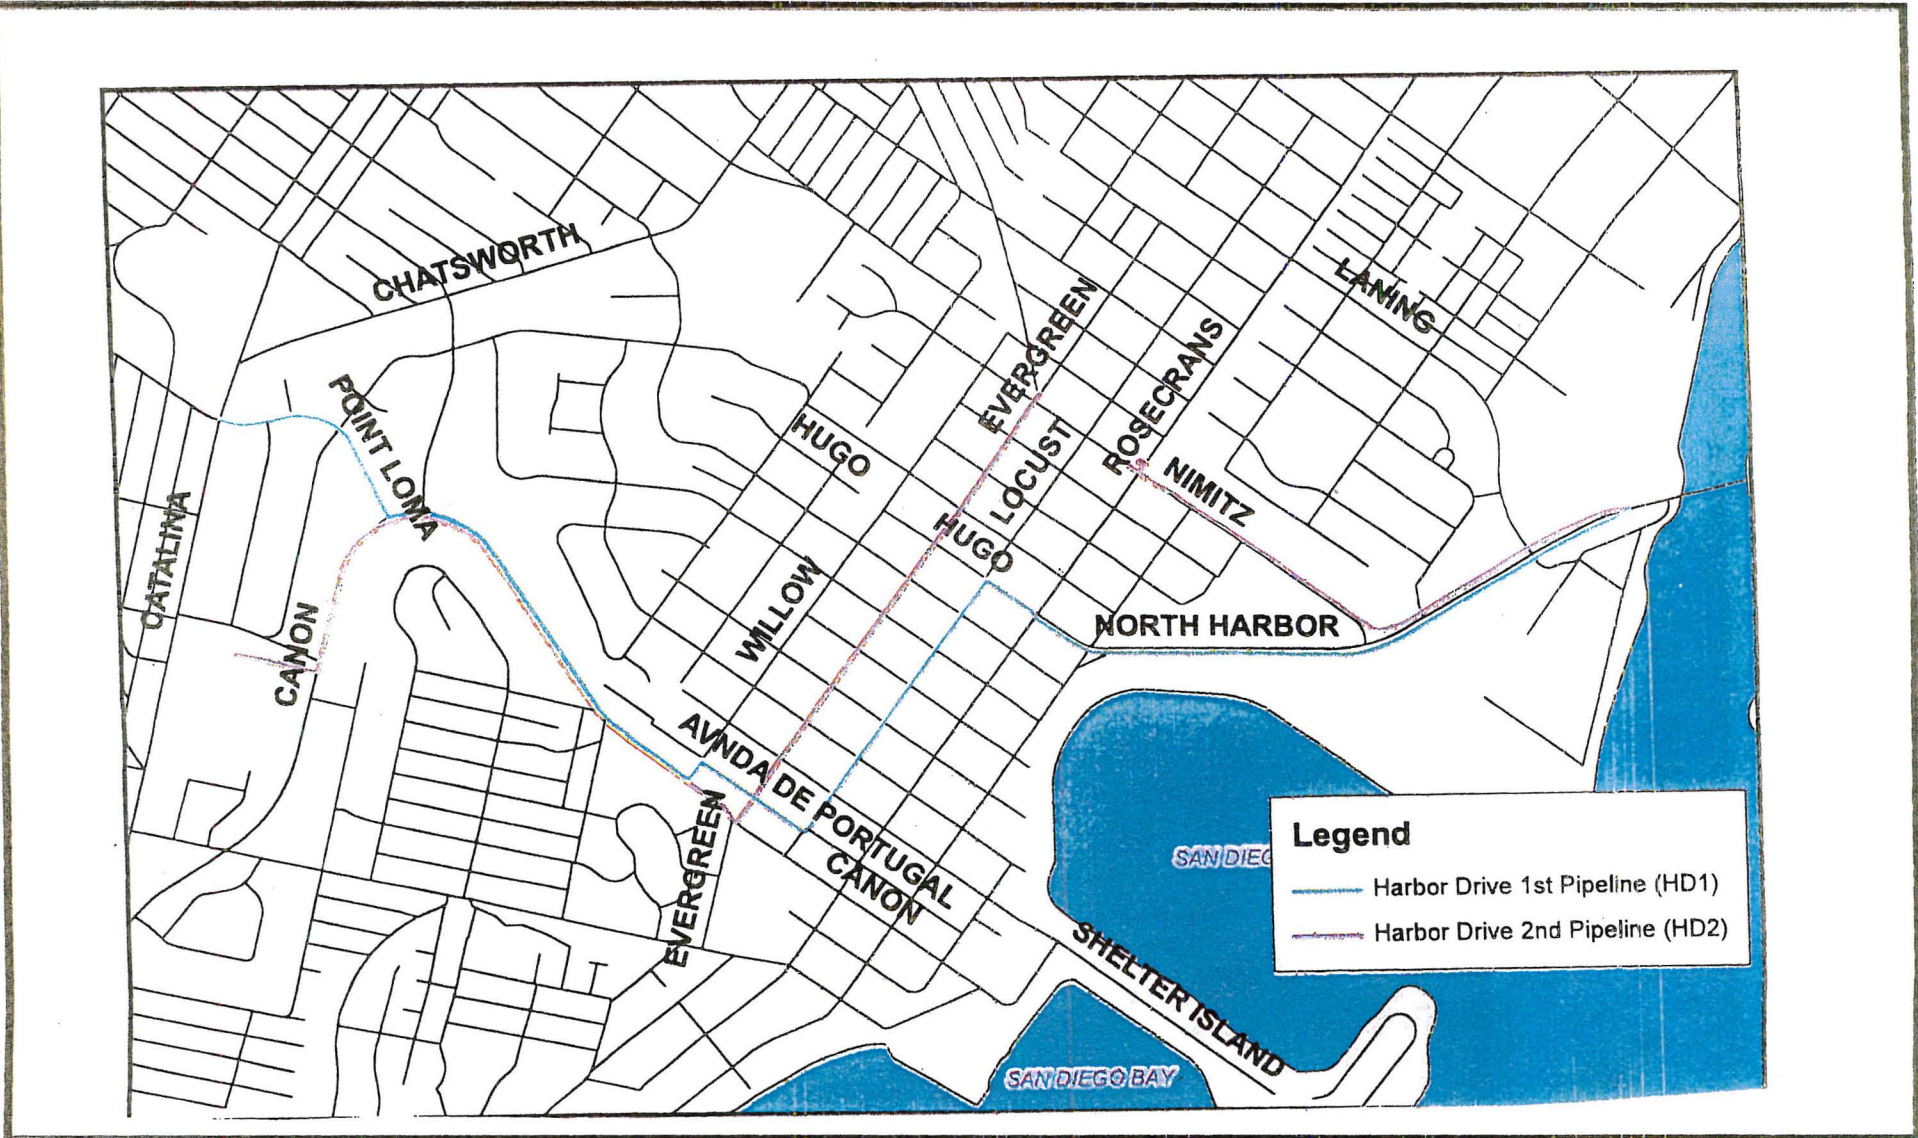 CHATSWORTH
LANING
EVERGREEN
ROSECRANS
POINT LOMA
HUGO
LOCUST
NIMITZ
CATALINA
HUGO
WILLOW
CANON
NORTH HARBOR
AVNDA DE PORTUGAL
CANON
EVERGREEN
SHELTER ISLAND
SAN DIEG
SAN DIEGO BAY
Legend
Harbor Drive 1st Pipeline (HD1)
Harbor Drive 2nd Pipeline (HD2)